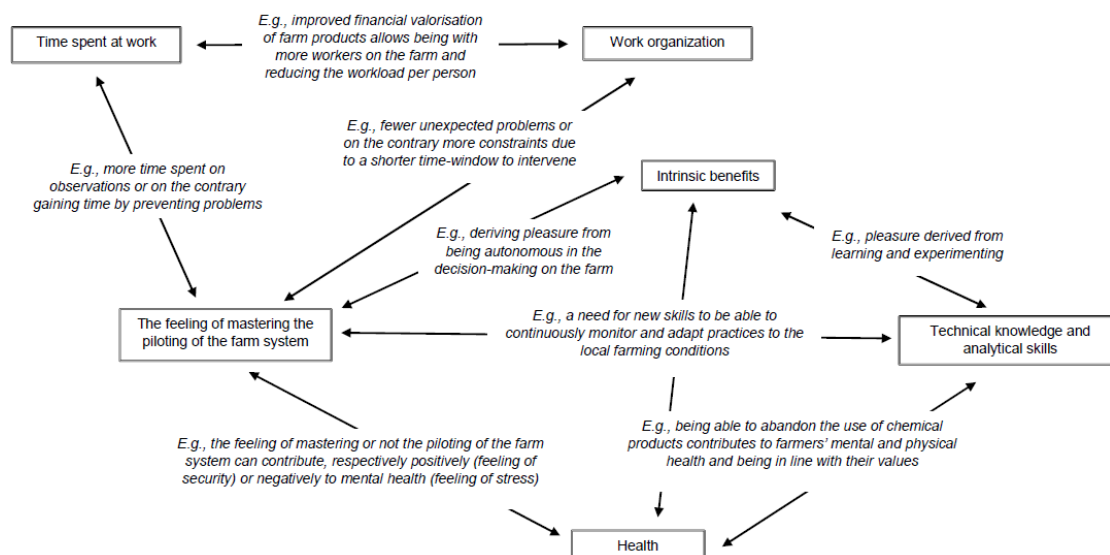 E.g., improved financial valorisation
of farm products allows being with
more workers on the farm and
reducing the workload per person
Time spent at work
Work organization
E.g., fewer unexpected problems or
on the contrary more constraints due
to a shorter time-window to intervene
E.g., more time spent on
observations or on the contrary
gaining time by preventing problems
Intrinsic benefits
E.g., deriving pleasure from
being autonomous in the
decision-making on the farm
E.g., pleasure derived from
learning and experimenting
The feeling of mastering the
piloting of the farm system
E.g., a need for new skills to be able to
continuously monitor and adapt practices to the
local farming conditions
Technical knowledge and
analytical skills
E.g., the feeling of mastering or not the piloting of the farm
system can contribute, respectively positively (feeling of
security) or negatively to mental health (feeling of stress)
E.g., being able to abandon the use of chemical
products contributes to farmers' mental and physical
health and being in line with their values
Health